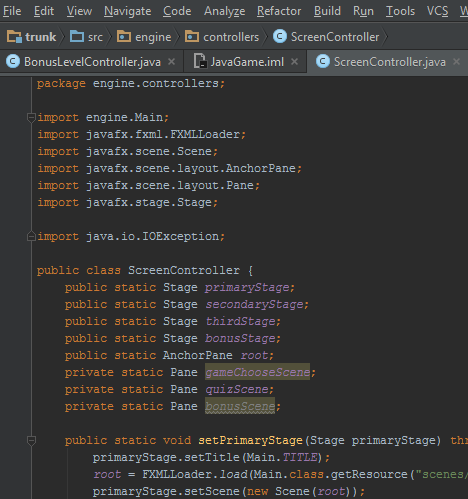 File Edit View Navigate Code Analyze Refactor Build Run Tools VCS
trunk src engine controllers ScreenController
BonusLevelController.java JavaGame.iml ScreenController.java
package engine.controllers;
import engine.Main;
import javafx.fxml.FXMLLoader;
import javafx.scene.Scene;
import javafx.scene.layout.AnchorPane;
import javafx.scene.layout.Pane;
import javafx.stage.Stage;
import java.io.IOException;
public class ScreenController {
public static Stage primaryStage;
public static Stage secondaryStage;
public static Stage thirdStage;
public static Stage bonusStage;
public static AnchorPane root;
private static Pane gameChooseScene;
private static Pane quizScene;
private static Pane bonusScene;
public static void setPrimaryStage(Stage primaryStage) thr
primaryStage.setTitle(Main.TITLE);
root = FXMLLoader.load(Main.class.getResource("scenes/
primaryStage.setScene(new Scene(root));